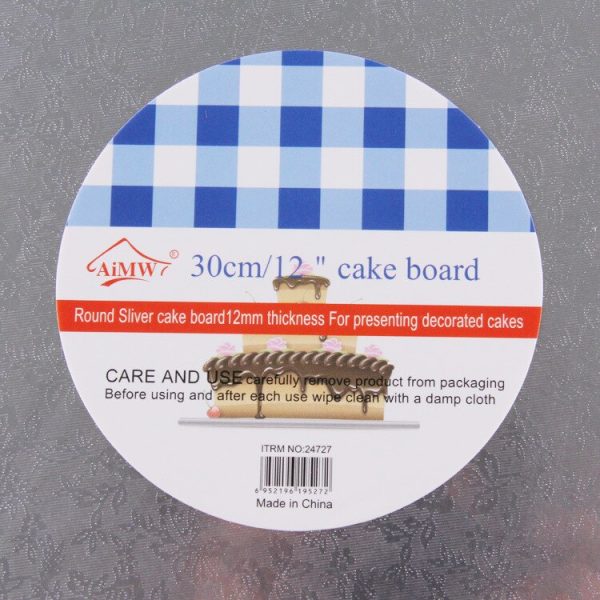 AiMW®
30cm/12 " cake board
Round Sliver cake board12mm thickness For presenting decorated cakes
CARE AND USE carefully remove product from packaging
Before using and after each use wipe clean with a damp cloth
ITRM NO:24727
6 952196 195272
Made in China